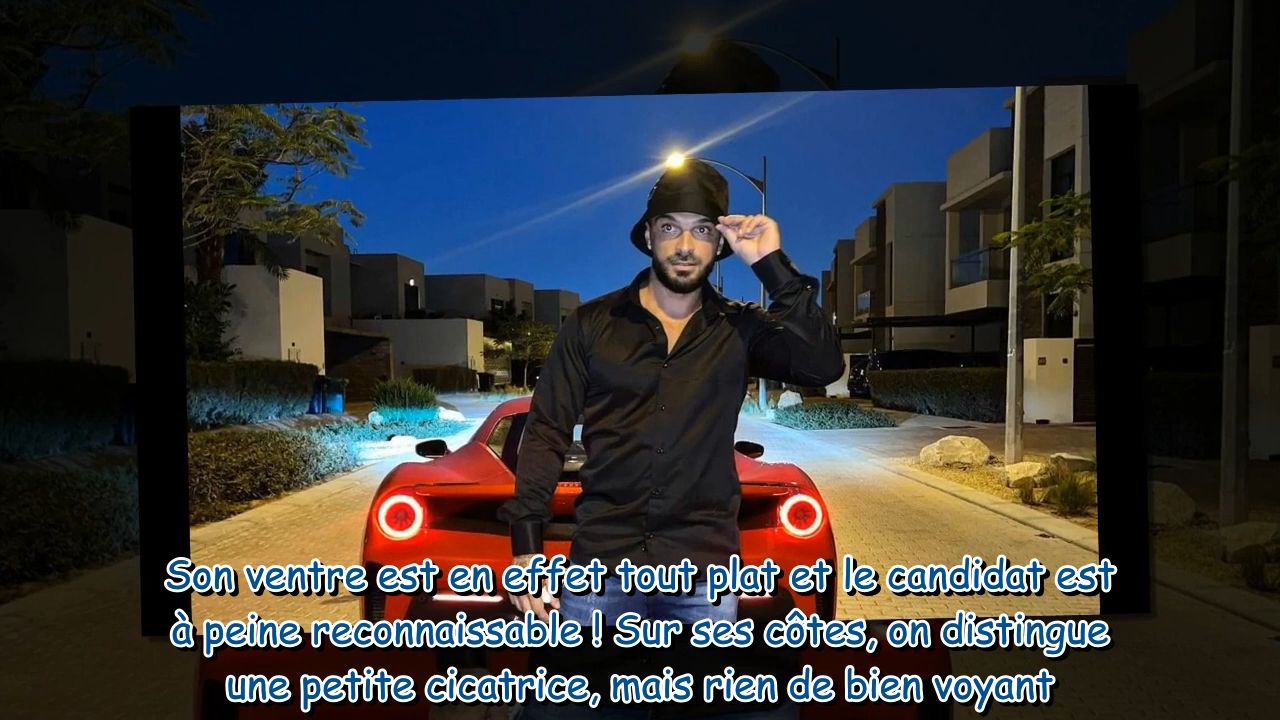 Son ventre est en effet tout plat et le candidat est
à peine reconnaissable ! Sur ses côtes, on distingue
une petite cicatrice, mais rien de bien voyant